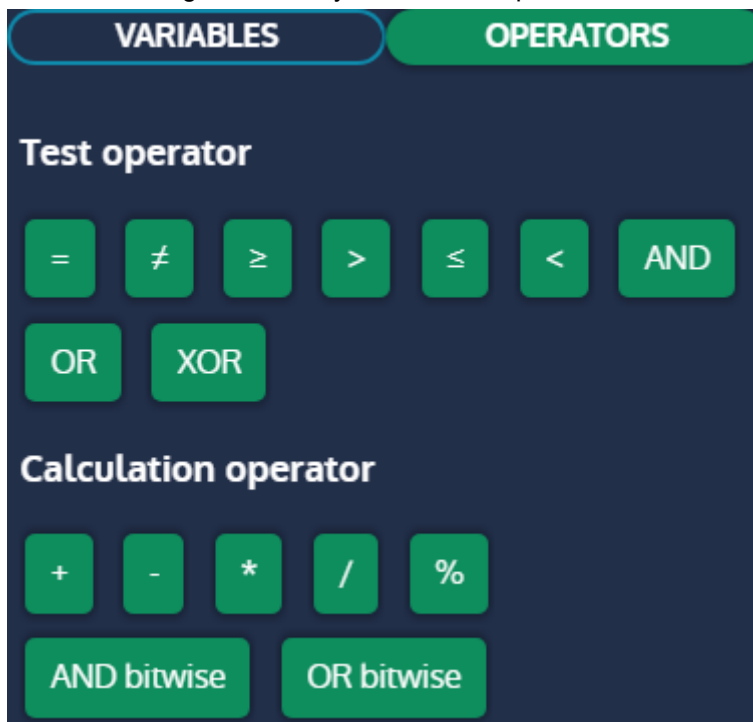 VARIABLES OPERATORS
Test operator
= ≠ ≥ > ≤ < AND
OR XOR
Calculation operator
+ - * / %
AND bitwise OR bitwise